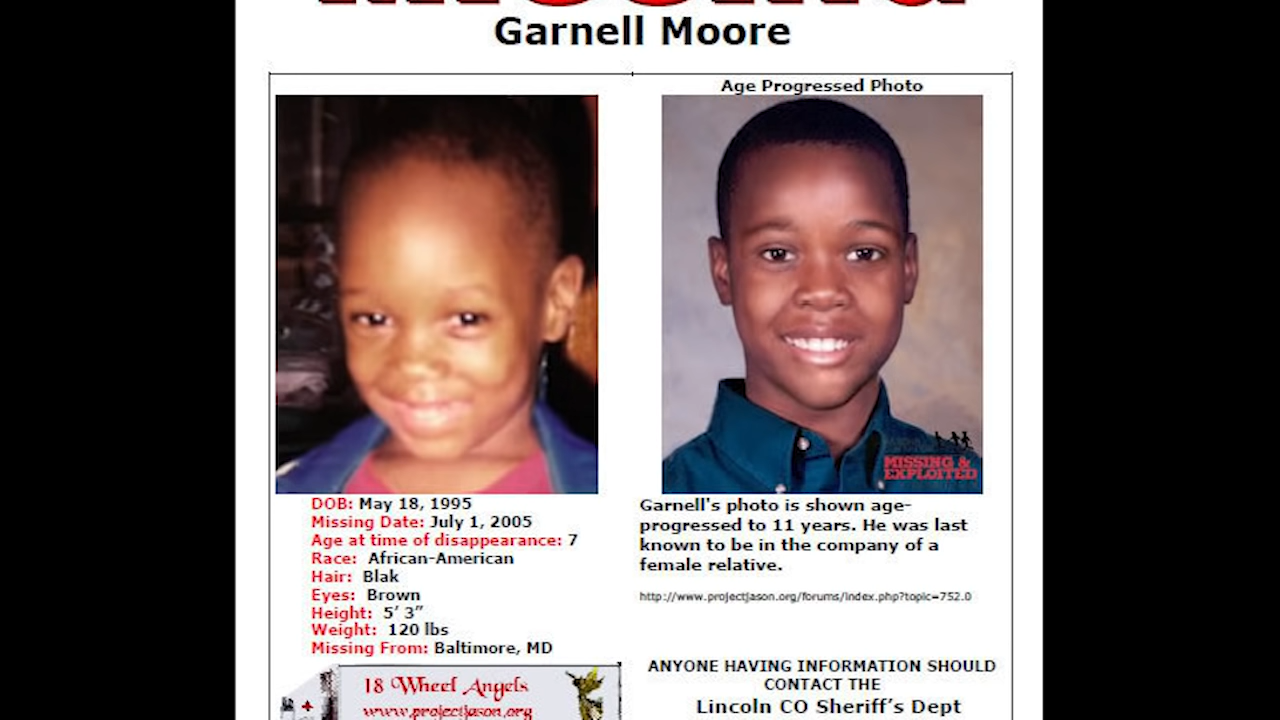 Garnell Moore
Age Progressed Photo
MISSING &
EXPLOITED
DOB: May 18, 1995
Missing Date: July 1, 2005
Age at time of disappearance: 7
Race: African-American
Hair: Blak
Eyes: Brown
Height: 5’ 3”
Weight: 120 lbs
Missing From: Baltimore, MD
Garnell's photo is shown age-
progressed to 11 years. He was last
known to be in the company of a
female relative.
http://www.projectjason.org/forums/index.php?topic=752.0
18 Wheel Angels
www.projectjason.org
ANYONE HAVING INFORMATION SHOULD
CONTACT THE
Lincoln CO Sheriff’s Dept